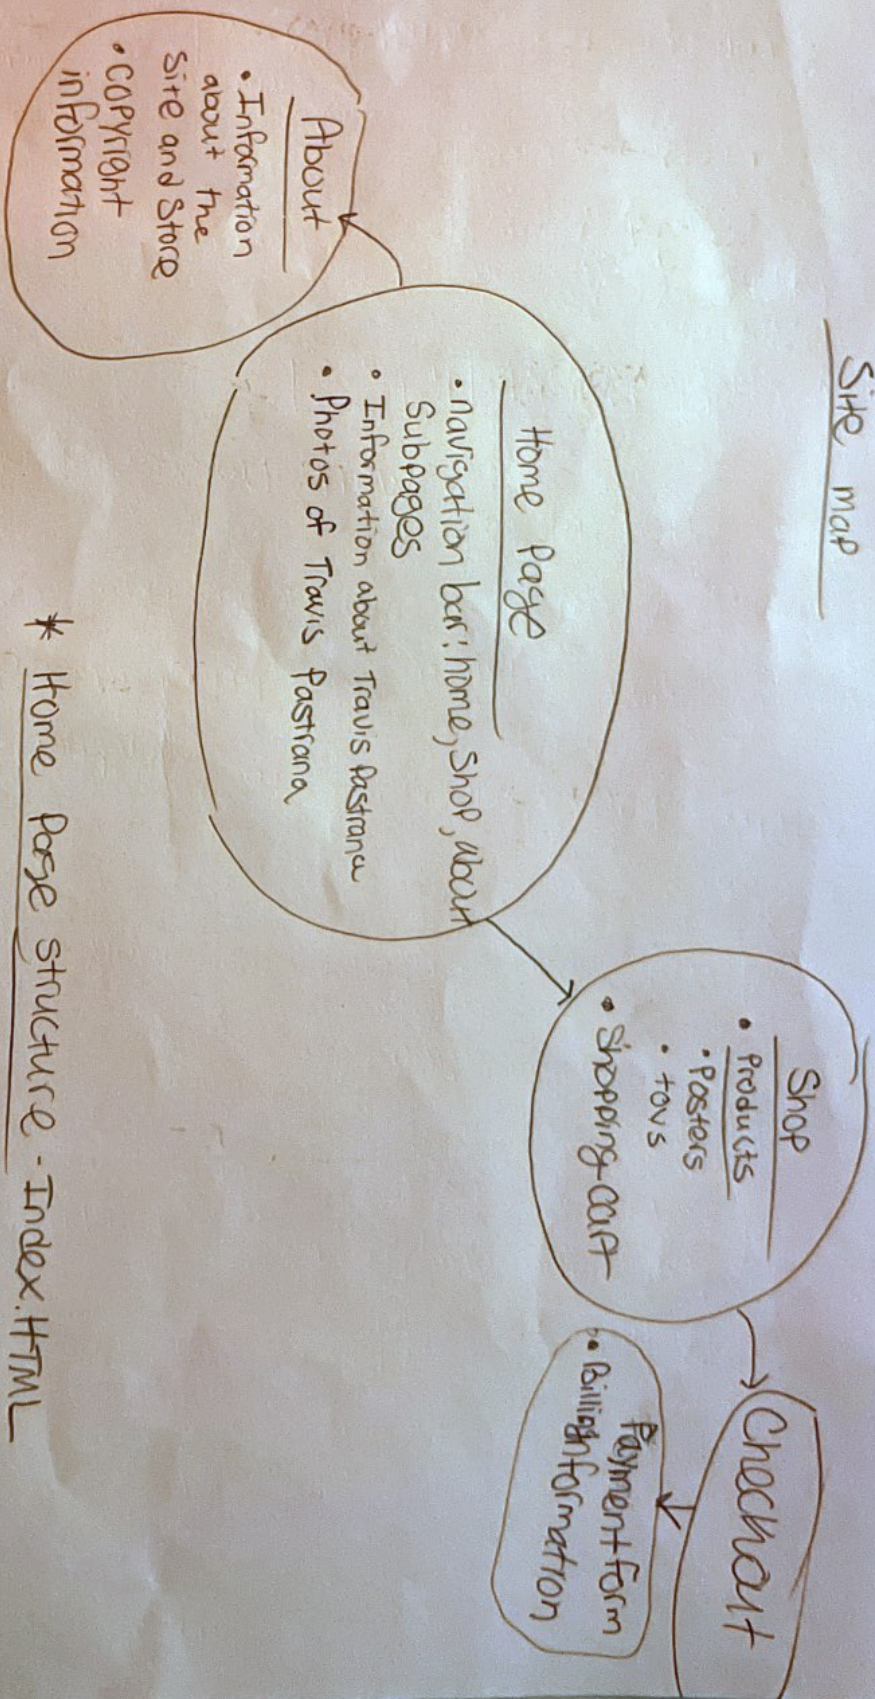 Site map
About
• Information
about the
Site and Store
• Copyright
information
Home Page
• navigation bar: home, shop, about
Subpages
• Information about Travis Pastrana
• Photos of Travis Pastrana
Shop
• Products
• Posters
• toys
• Shopping cart
Checkout
Payment form
• Billing Information
* Home Page structure - Index.HTML